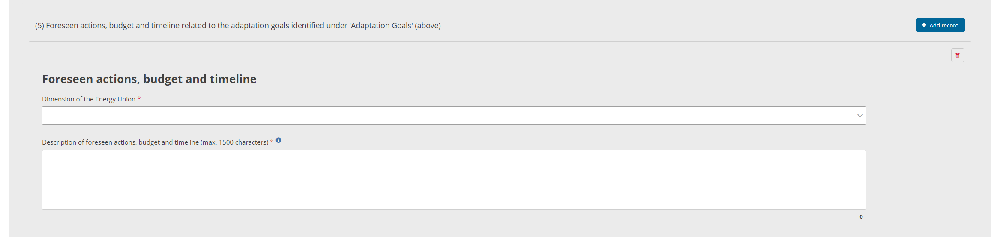 (5) Foreseen actions, budget and timeline related to the adaptation goals identified under 'Adaptation Goals' (above)
Add record
Foreseen actions, budget and timeline
Dimension of the Energy Union *
Description of foreseen actions, budget and timeline (max. 1500 characters) *
0